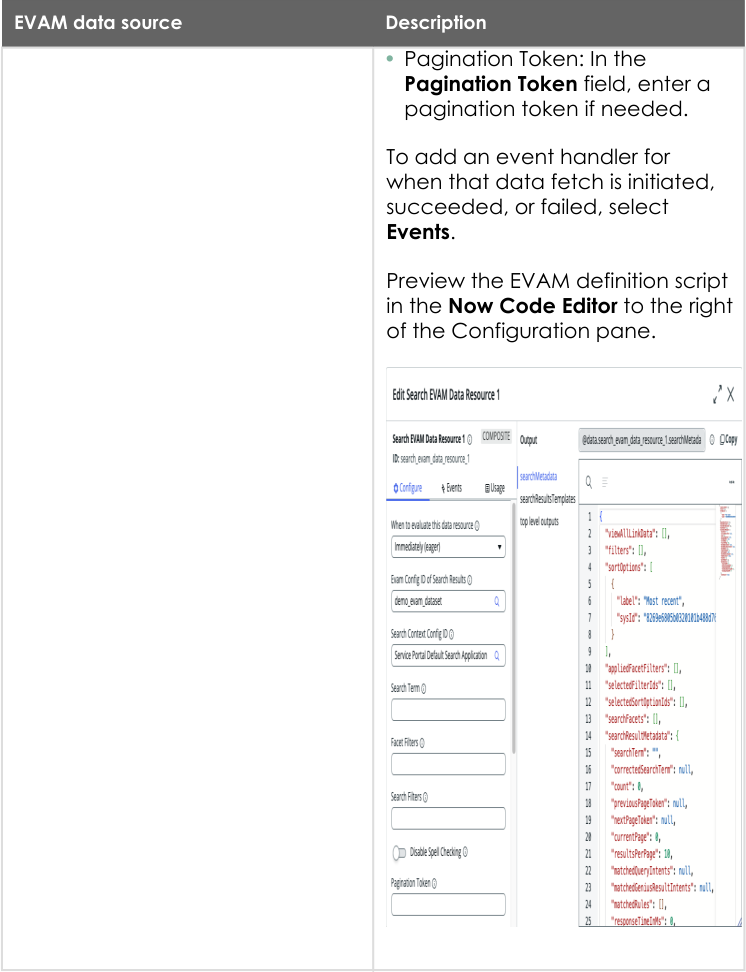 EVAM data source
Description
• Pagination Token: In the
Pagination Token field, enter a
pagination token if needed.
To add an event handler for
when that data fetch is initiated,
succeeded, or failed, select
Events.
Preview the EVAM definition script
in the Now Code Editor to the right
of the Configuration pane.
Edit Search EVAM Data Resource 1
Search EVAM Data Resource 1
COMPOSITE
ID: search_evam_data_resource_1
Configure
Events
Usage
When to evaluate this data resource
Immediately (eager)
Evam Config ID of Search Results
demo_evam_dataset
Search Context Config ID
Service Portal Default Search Application
Search Term
Facet Filters
Search Filters
Disable Spell Checking
Pagination Token
Output
searchMetadata
searchResultsTemplates
top level outputs
@data.search_evam_data_resource_1.searchMetada
Copy
1 {
2 "viewAllLinkData": [],
3 "filters": [],
4 "sortOptions": [
5 {
6 "label": "Most recent",
7
"sysId":
8 }
9 ],
10 "appliedFacetFilters": [],
11 "selectedFilterIds": [],
12 "selectedSortOptionIds": [],
13 "searchFacets": [],
14 "searchResultMetadata": {
15 "searchTerm": "",
16 "correctedSearchTerm": null,
17 "count": 0,
18 "previousPageToken": null,
19 "nextPageToken": null,
20 "currentPage": 0,
21 "resultsPerPage": 10,
22 "matchedQueryIntents": null,
23 "matchedGeniusResultIntents": null,
24 "matchedRules": [],
25 "responseTimeInMs": 0,